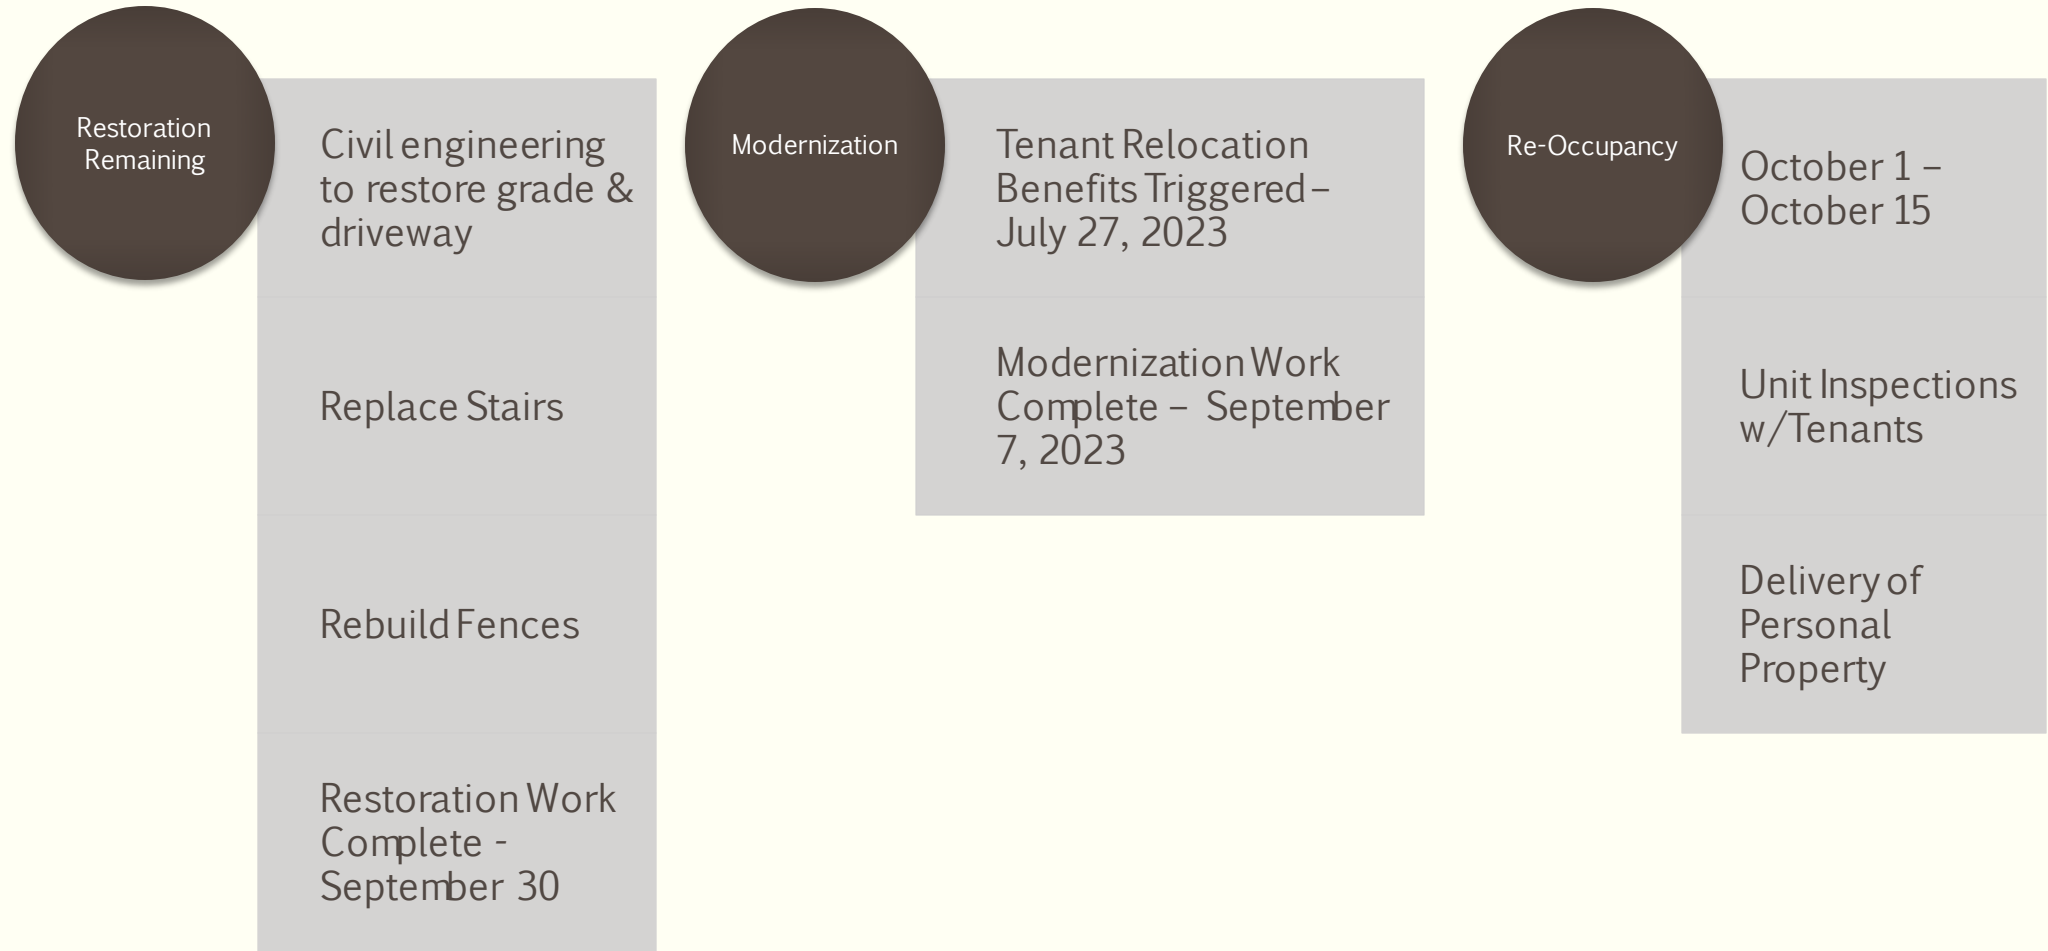 Restoration
Remaining
Civil engineering
to restore grade &
driveway
Replace Stairs
Rebuild Fences
Restoration Work
Complete -
September 30
Modernization
Tenant Relocation
Benefits Triggered –
July 27, 2023
Modernization Work
Complete – September
7, 2023
Re-Occupancy
October 1 –
October 15
Unit Inspections
w/Tenants
Delivery of
Personal
Property